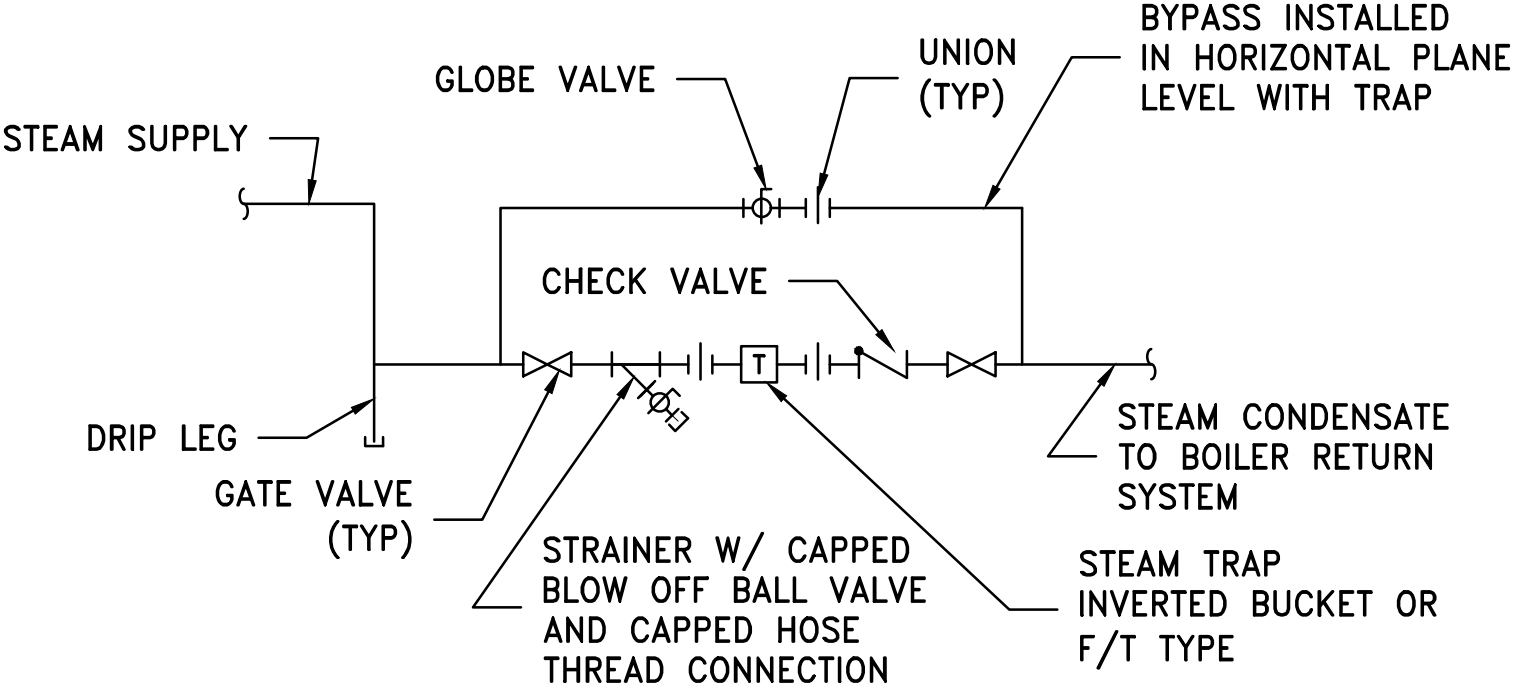 BYPASS INSTALLED
IN HORIZONTAL PLANE
LEVEL WITH TRAP
UNION
(TYP)
GLOBE VALVE
STEAM SUPPLY
CHECK VALVE
T
DRIP LEG
GATE VALVE
(TYP)
STRAINER W/ CAPPED
BLOW OFF BALL VALVE
AND CAPPED HOSE
THREAD CONNECTION
STEAM CONDENSATE
TO BOILER RETURN
SYSTEM
STEAM TRAP
INVERTED BUCKET OR
F/T TYPE